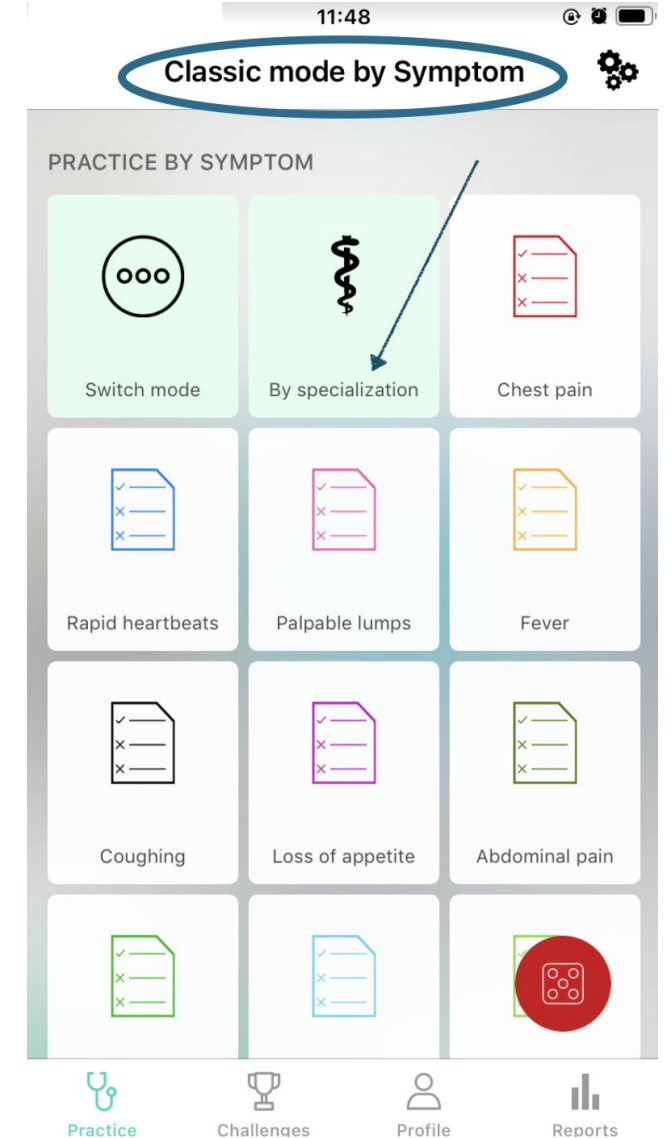 11:48
Classic mode by Symptom
PRACTICE BY SYMPTOM
Switch mode
By specialization
Chest pain
Rapid heartbeats
Palpable lumps
Fever
Coughing
Loss of appetite
Abdominal pain
Practice
Challenges
Profile
Reports